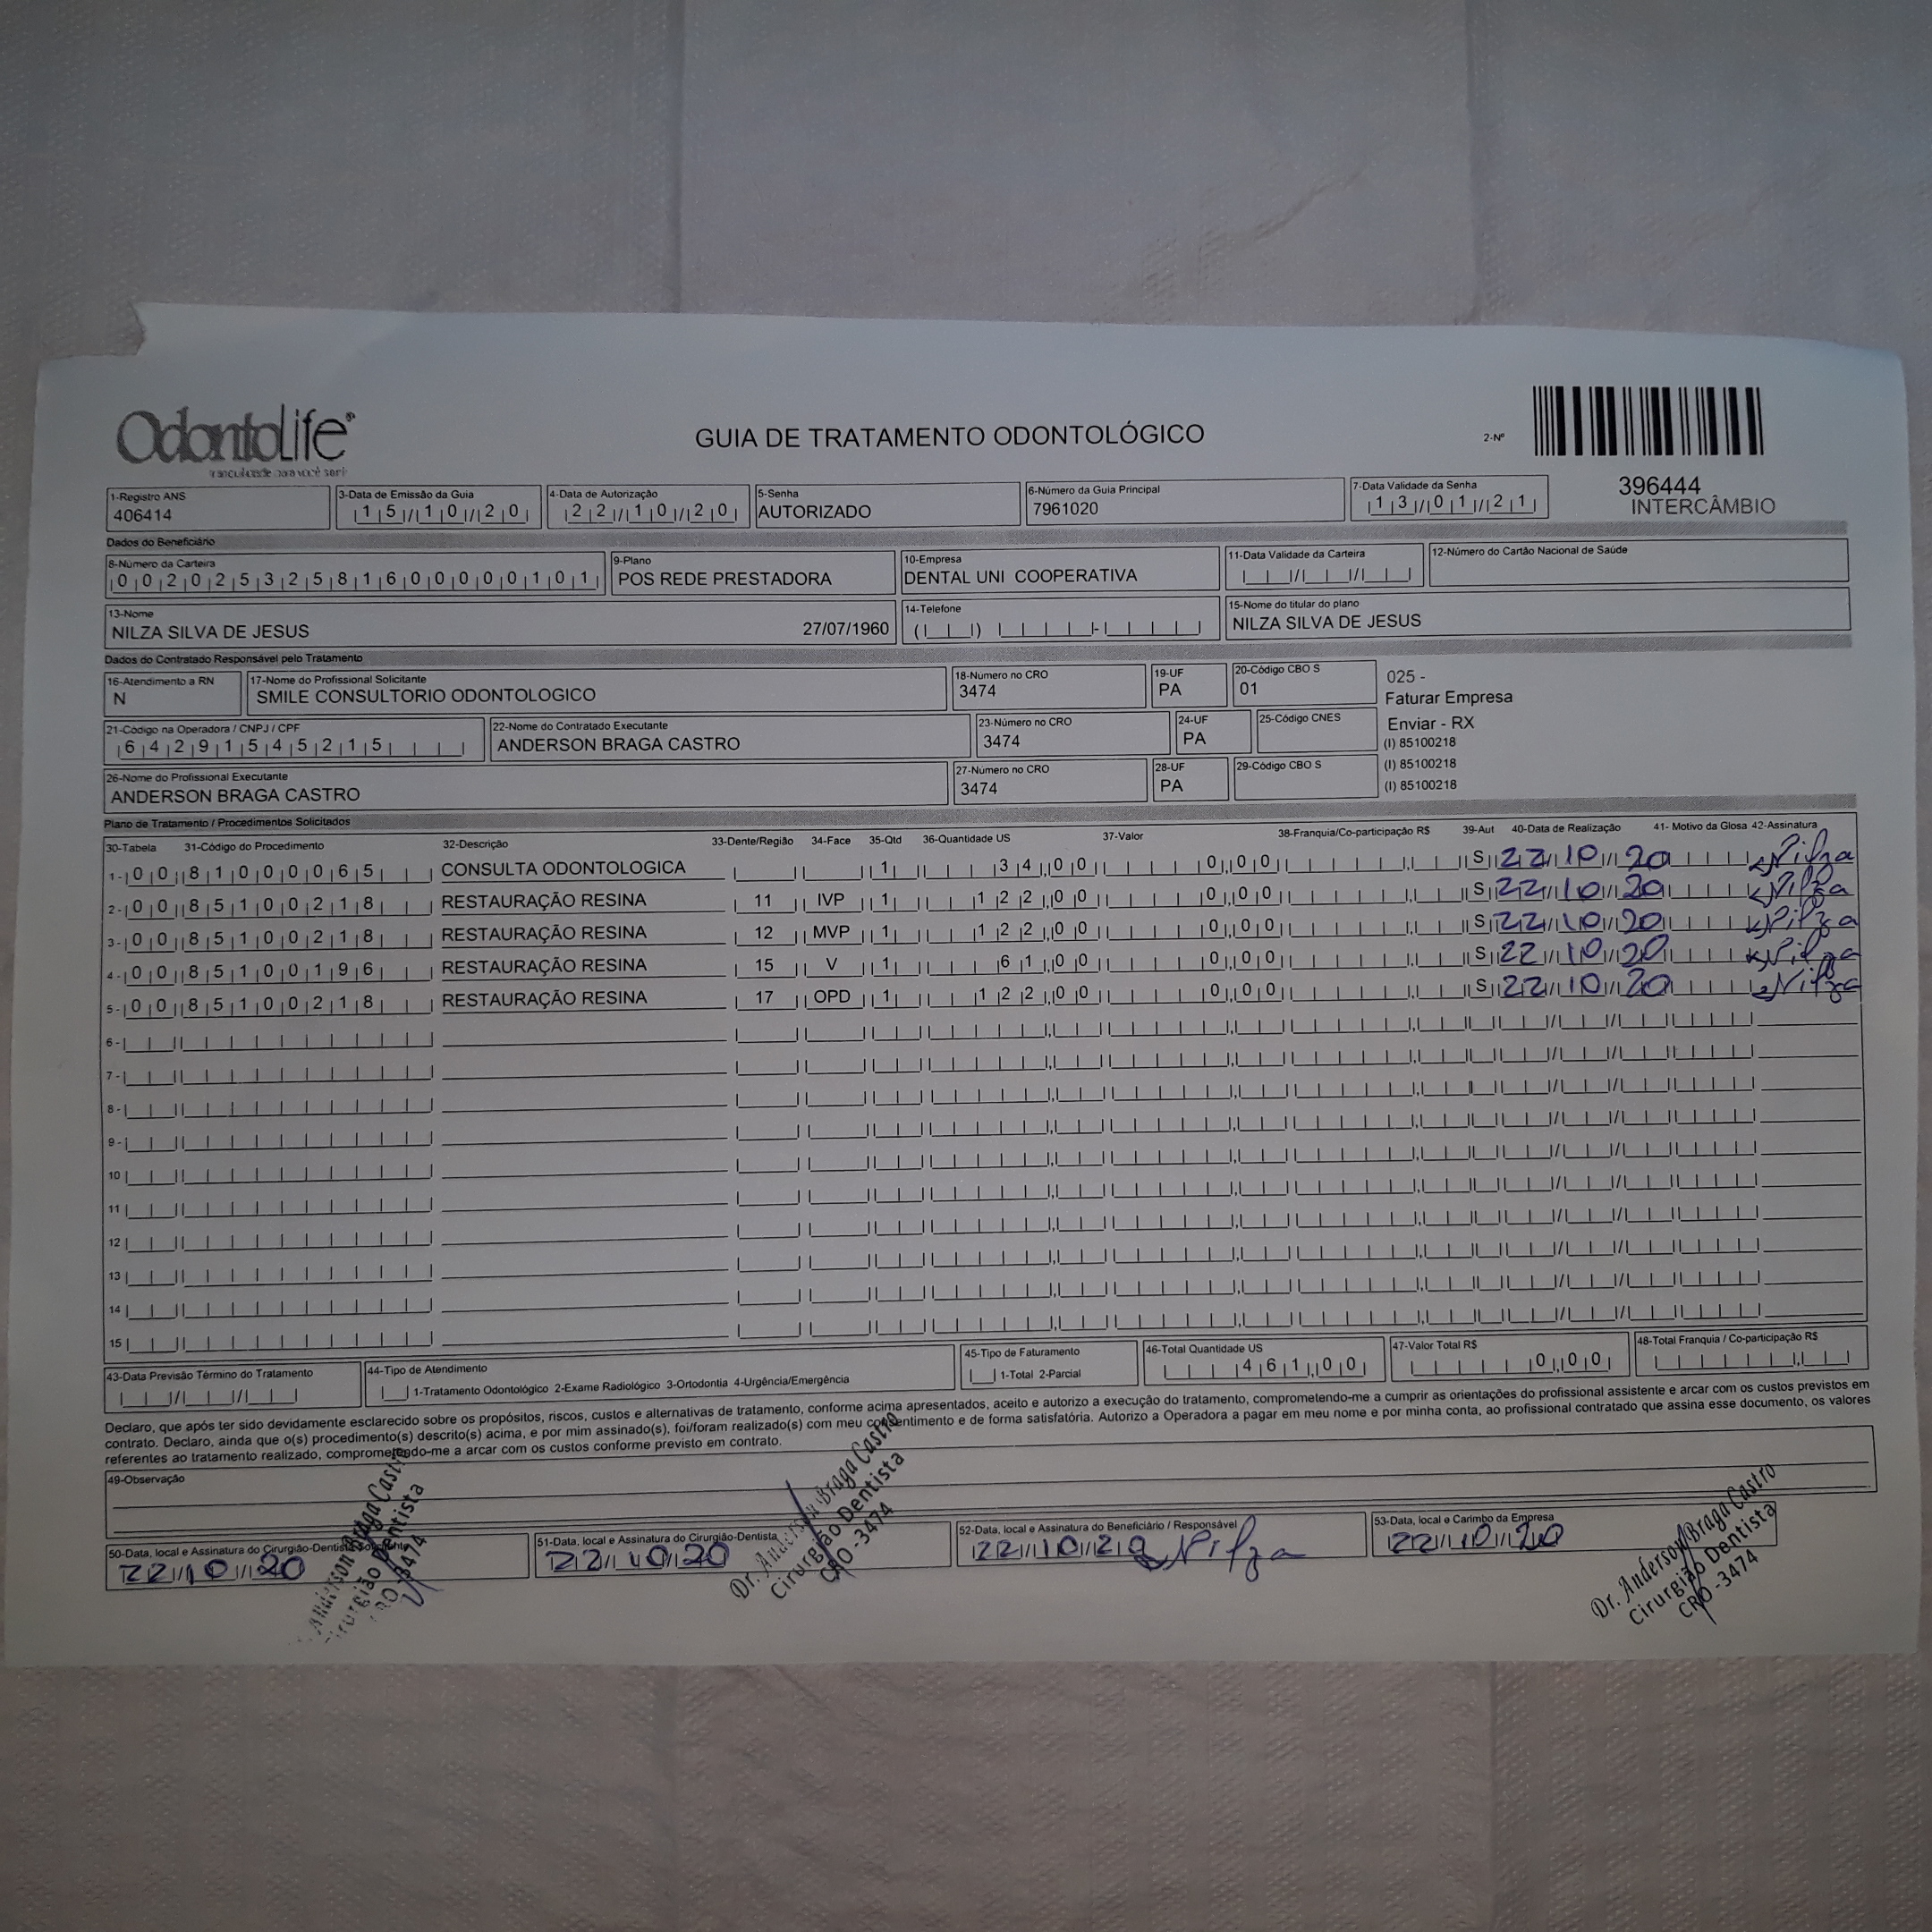 OdontoLife®
GUIA DE TRATAMENTO ODONTOLÓGICO
2-Nº
396444
INTERCÂMBIO
1-Registro ANS
406414
3-Data de Emissão da Guia
15/10/20
4-Data de Autorização
22/10/20
5-Senha
AUTORIZADO
6-Número da Guia Principal
7961020
7-Data Validade da Senha
13/01/21
Dados do Beneficiário
8-Número da Carteira
00202532581600000101
9-Plano
POS REDE PRESTADORA
10-Empresa
DENTAL UNI COOPERATIVA
11-Data Validade da Carteira
12-Número do Cartão Nacional de Saúde
13-Nome
NILZA SILVA DE JESUS 27/07/1960
14-Telefone
15-Nome do titular do plano
NILZA SILVA DE JESUS
Dados do Contratado Responsável pelo Tratamento
16-Atendimento a RN
N
17-Nome do Profissional Solicitante
SMILE CONSULTORIO ODONTOLOGICO
18-Número no CRO
3474
19-UF
PA
20-Código CBO S
01
025 -
Faturar Empresa
Enviar - RX
(I) 85100218
(I) 85100218
(I) 85100218
21-Código na Operadora / CNPJ / CPF
64291545215
22-Nome do Contratado Executante
ANDERSON BRAGA CASTRO
23-Número no CRO
3474
24-UF
PA
25-Código CNES
26-Nome do Profissional Executante
ANDERSON BRAGA CASTRO
27-Número no CRO
3474
28-UF
PA
29-Código CBO S
Plano de Tratamento / Procedimentos Solicitados
30-Tabela 31-Código do Procedimento 32-Descrição 33-Dente/Região 34-Face 35-Qtd 36-Quantidade US 37-Valor 38-Franquia/Co-participação R$ 39-Aut 40-Data de Realização 41- Motivo da Glosa 42-Assinatura
1- 00 81000065 CONSULTA ODONTOLOGICA 1 34,00 0,00 S 22/10/20 Nilza
2- 00 85100218 RESTAURAÇÃO RESINA 11 IVP 1 122,00 0,00 S 22/10/20 Nilza
3- 00 85100218 RESTAURAÇÃO RESINA 12 MVP 1 122,00 0,00 S 22/10/20 Nilza
4- 00 85100196 RESTAURAÇÃO RESINA 15 V 1 61,00 0,00 S 22/10/20 Nilza
5- 00 85100218 RESTAURAÇÃO RESINA 17 OPD 1 122,00 0,00 S 22/10/20 Nilza
6-
7-
8-
9-
10
11
12
13
14
15
43-Data Previsão Término do Tratamento
44-Tipo de Atendimento
1-Tratamento Odontológico 2-Exame Radiológico 3-Ortodontia 4-Urgência/Emergência
45-Tipo de Faturamento
1-Total 2-Parcial
46-Total Quantidade US
461,00
47-Valor Total R$
0,00
48-Total Franquia / Co-participação R$
Declaro, que após ter sido devidamente esclarecido sobre os propósitos, riscos, custos e alternativas de tratamento, conforme acima apresentados, aceito e autorizo a execução do tratamento, comprometendo-me a cumprir as orientações do profissional assistente e arcar com os custos previstos em
contrato. Declaro, ainda que o(s) procedimento(s) descrito(s) acima, e por mim assinado(s), foi/foram realizado(s) com meu consentimento e de forma satisfatória. Autorizo a Operadora a pagar em meu nome e por minha conta, ao profissional contratado que assina esse documento, os valores
referentes ao tratamento realizado, comprometendo-me a arcar com os custos conforme previsto em contrato.
49-Observação
50-Data, local e Assinatura do Cirurgião-Dentista Solicitante
22/10/20
Anderson Braga Castro
Cirurgião Dentista
CRO-3474
51-Data, local e Assinatura do Cirurgião-Dentista
22/10/20
Dr. Anderson Braga Castro
Cirurgião Dentista
CRO-3474
52-Data, local e Assinatura do Beneficiário / Responsável
22/10/20 Nilza
53-Data, local e Carimbo da Empresa
22/10/20
Dr. Anderson Braga Castro
Cirurgião Dentista
CRO-3474